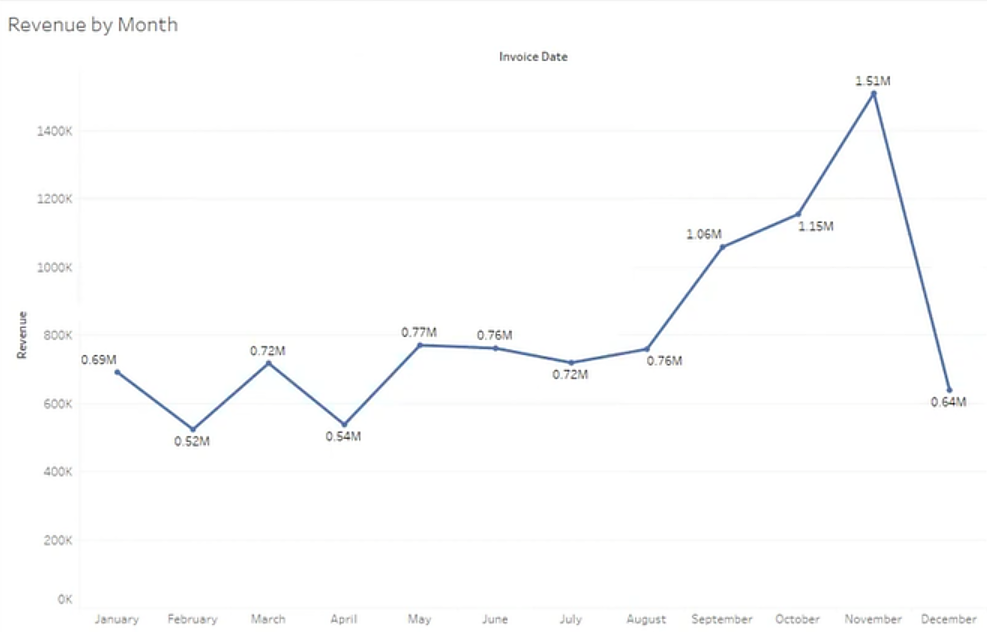 Revenue by Month
Invoice Date
1.51M
1400K
1200K
1.15M
1.06M
1000K
Revenue
800K
0.77M
0.76M
0.69M
0.72M
0.72M
0.76M
600K
0.64M
0.52M
0.54M
400K
200K
0K
January February March April May June July August September October November December